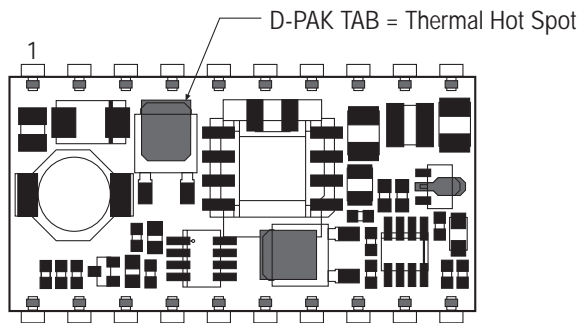 D-PAK TAB = Thermal Hot Spot
1